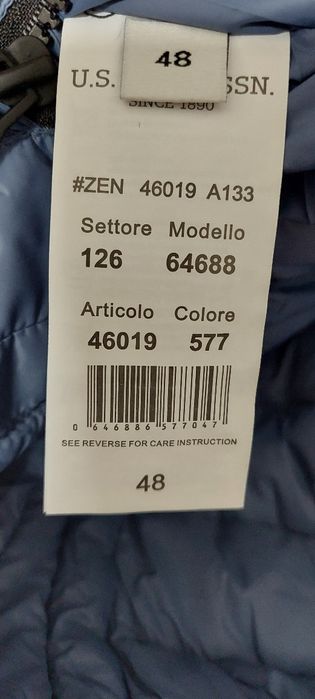 48
U.S. SSN.
SINCE 1890
#ZEN 46019 A133
Settore Modello
126 64688
Articolo Colore
46019 577
0 646886 577047
SEE REVERSE FOR CARE INSTRUCTION
48